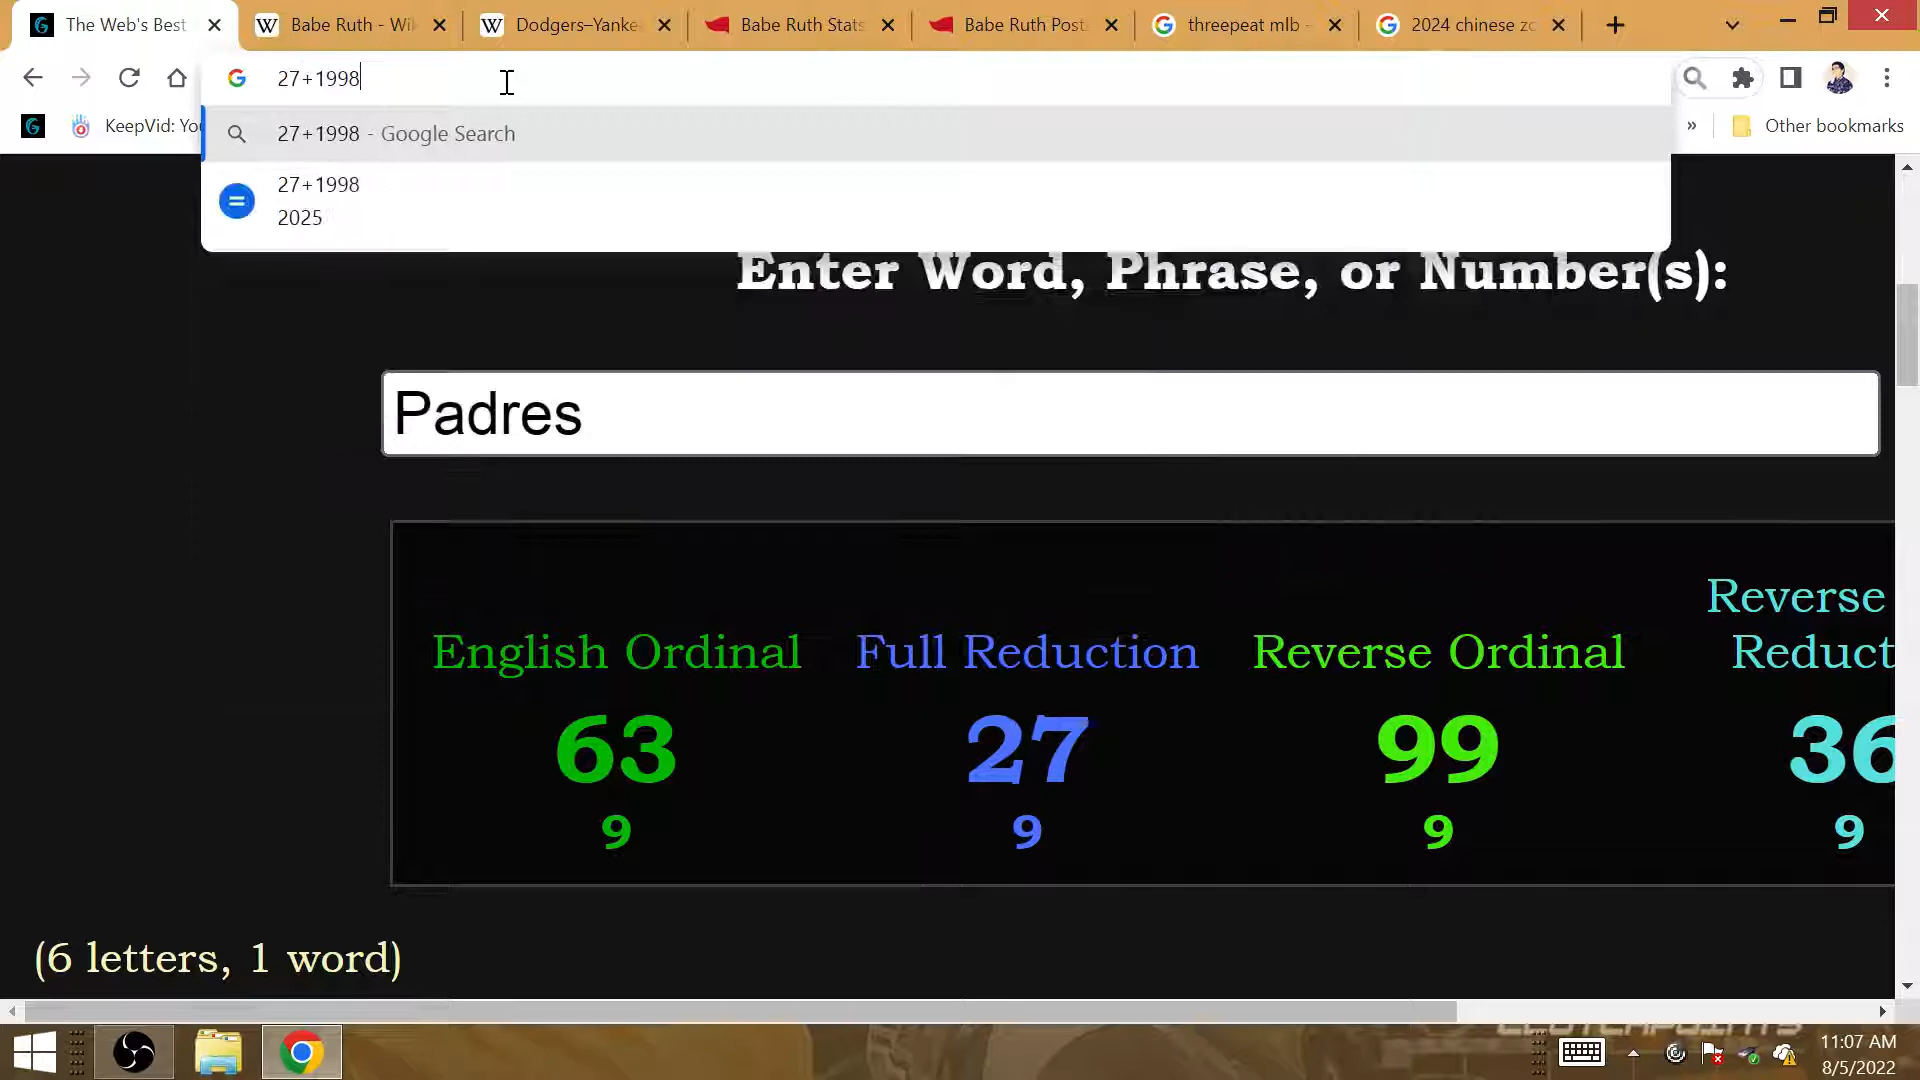 The Web's Best
Babe Ruth - Wi
Dodgers–Yanke
Babe Ruth Stats
Babe Ruth Post
threepeat mlb -
2024 chinese zo
27+1998
KeepVid: You
Other bookmarks
27+1998 - Google Search
27+1998
2025
Enter Word, Phrase, or Number(s):
Padres
English Ordinal
63
9
Full Reduction
27
9
Reverse Ordinal
99
9
Reverse
Reduct
36
9
(6 letters, 1 word)
11:07 AM
8/5/2022